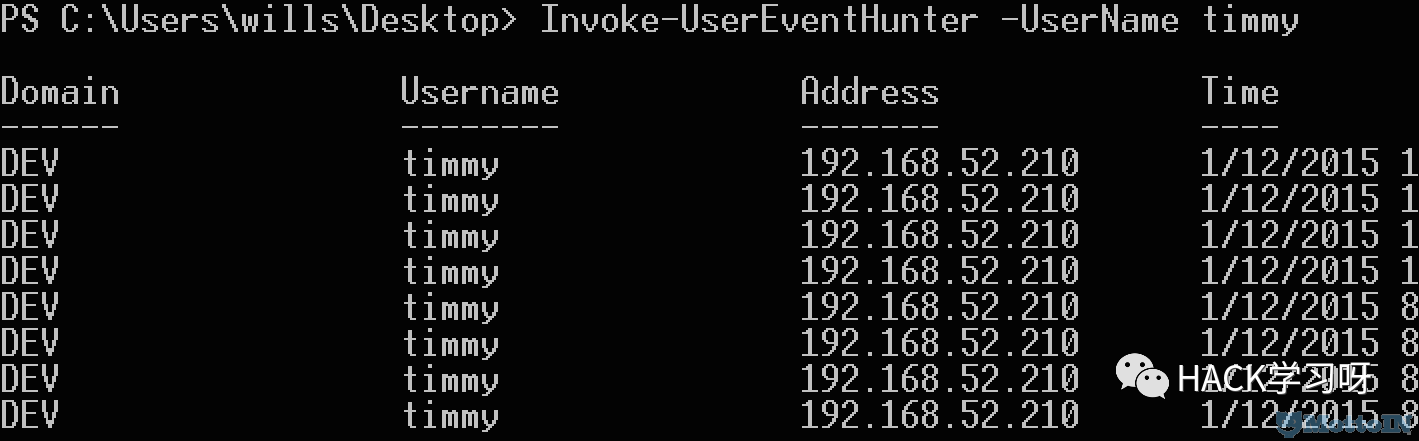 PS C:\Users\wills\Desktop> Invoke-UserEventHunter -UserName timmy
Domain Username Address Time
------ -------- ------- ----
DEV timmy 192.168.52.210 1/12/2015 1
DEV timmy 192.168.52.210 1/12/2015 1
DEV timmy 192.168.52.210 1/12/2015 1
DEV timmy 192.168.52.210 1/12/2015 1
DEV timmy 192.168.52.210 1/12/2015 8
DEV timmy 192.168.52.210 1/12/2015 8
DEV timmy 192.168.52.210 1/12/2015 8
DEV timmy 192.168.52.210 1/12/2015 8
HACK学习呀
MottoIN